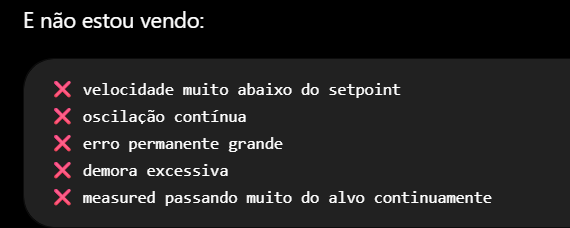 E não estou vendo:
❌ velocidade muito abaixo do setpoint
❌ oscilação contínua
❌ erro permanente grande
❌ demora excessiva
❌ measured passando muito do alvo continuamente